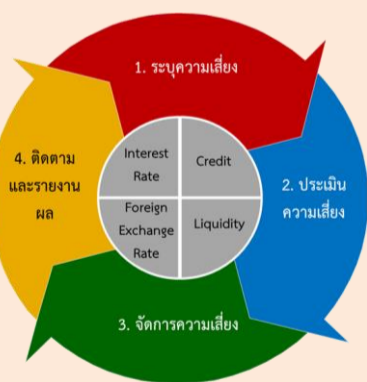 1. ระบุความเสี่ยง
2. ประเมิน
ความเสี่ยง
3. จัดการความเสี่ยง
4. ติดตาม
และรายงาน
ผล
Interest
Rate
Credit
Foreign
Exchange
Rate
Liquidity